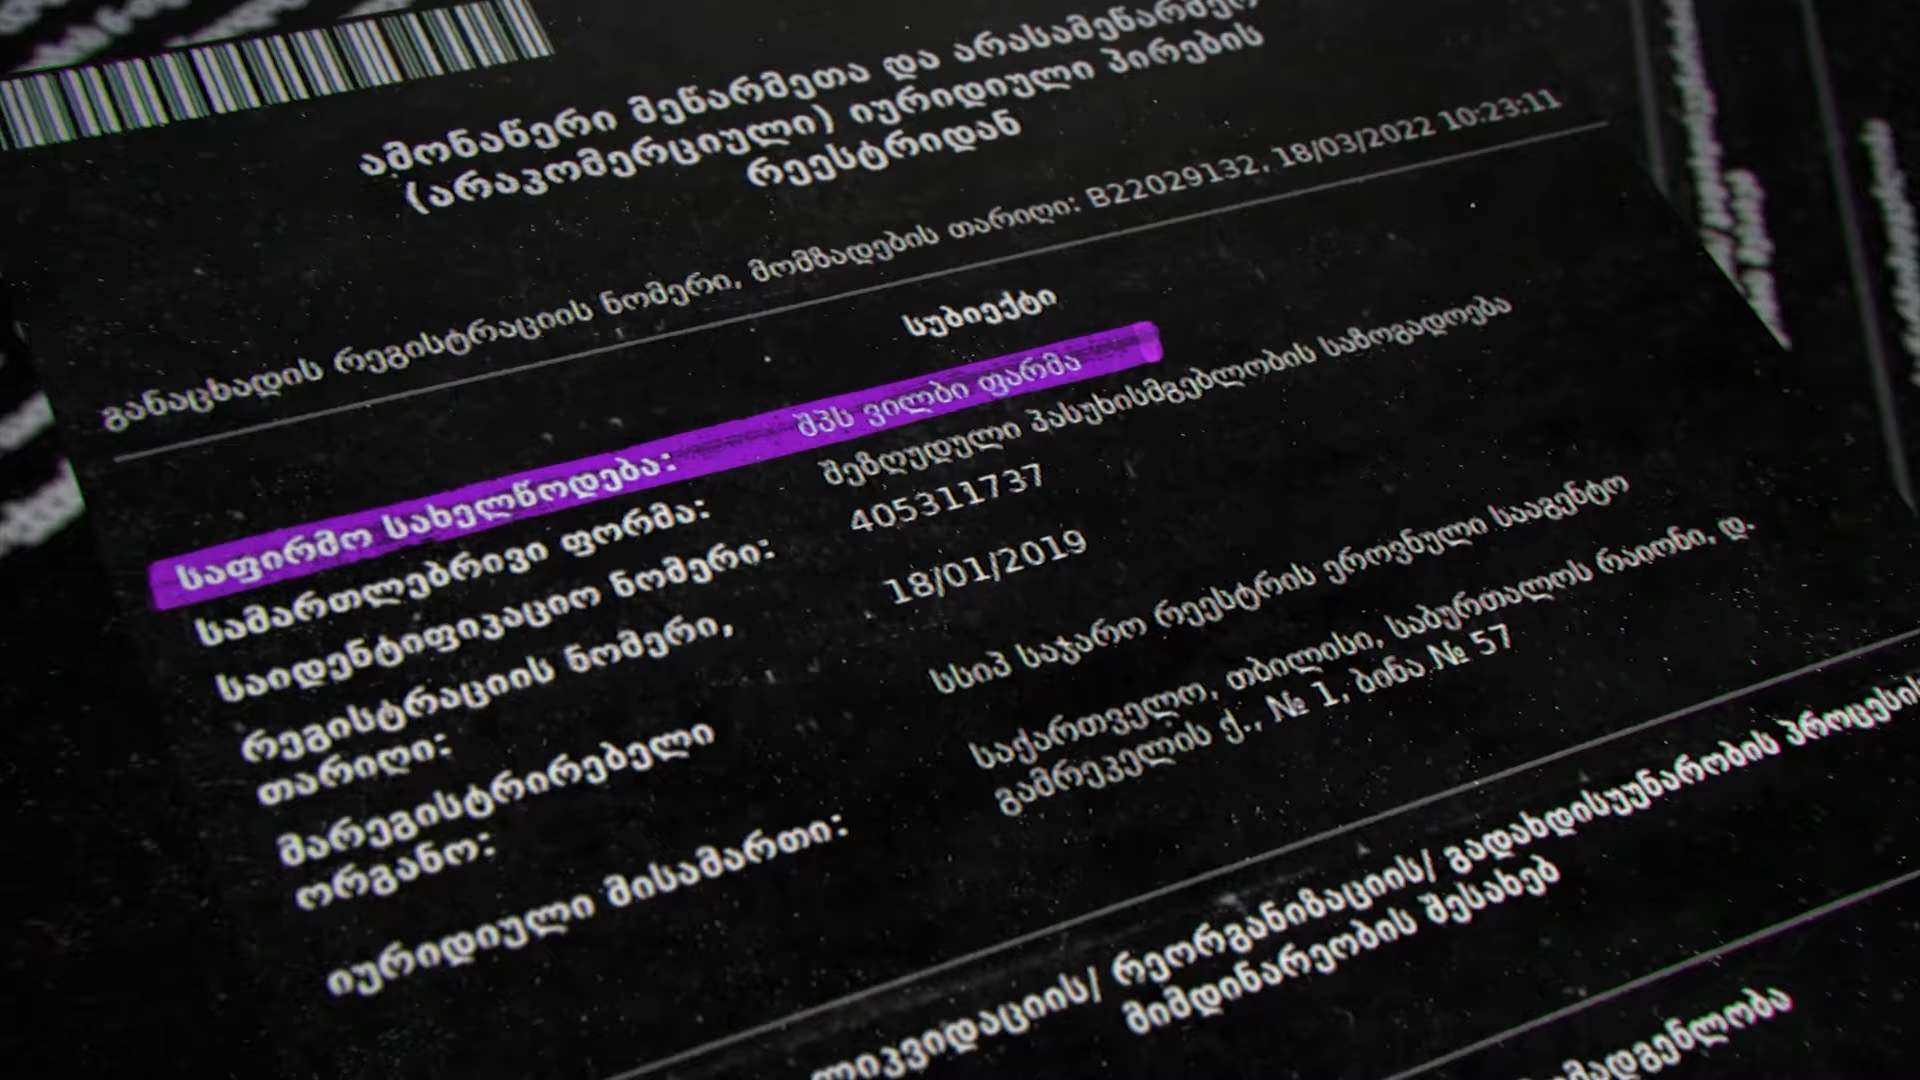 ამონაწერი მეწარმეთა და არასამეწარმეო
(არაკომერციული) იურიდიული პირების
რეესტრიდან
განაცხადის რეგისტრაციის ნომერი, მომზადების თარიღი: B22029132, 18/03/2022 10:23:11
სუბიექტი
საფირმო სახელწოდება: შპს ვილბი ფარმა
სამართლებრივი ფორმა: შეზღუდული პასუხისმგებლობის საზოგადოება
საიდენტიფიკაციო ნომერი: 405311737
რეგისტრაციის ნომერი, 18/01/2019
თარიღი:
მარეგისტრირებელი სსიპ საჯარო რეესტრის ეროვნული სააგენტო
ორგანო:
იურიდიული მისამართი: საქართველო, თბილისი, საბურთალოს რაიონი, დ.
გამრეკელის ქ., № 1, ბინა № 57
ლიკვიდაციის/ რეორგანიზაციის/ გადახდისუუნარობის პროცესის
მიმდინარეობის შესახებ